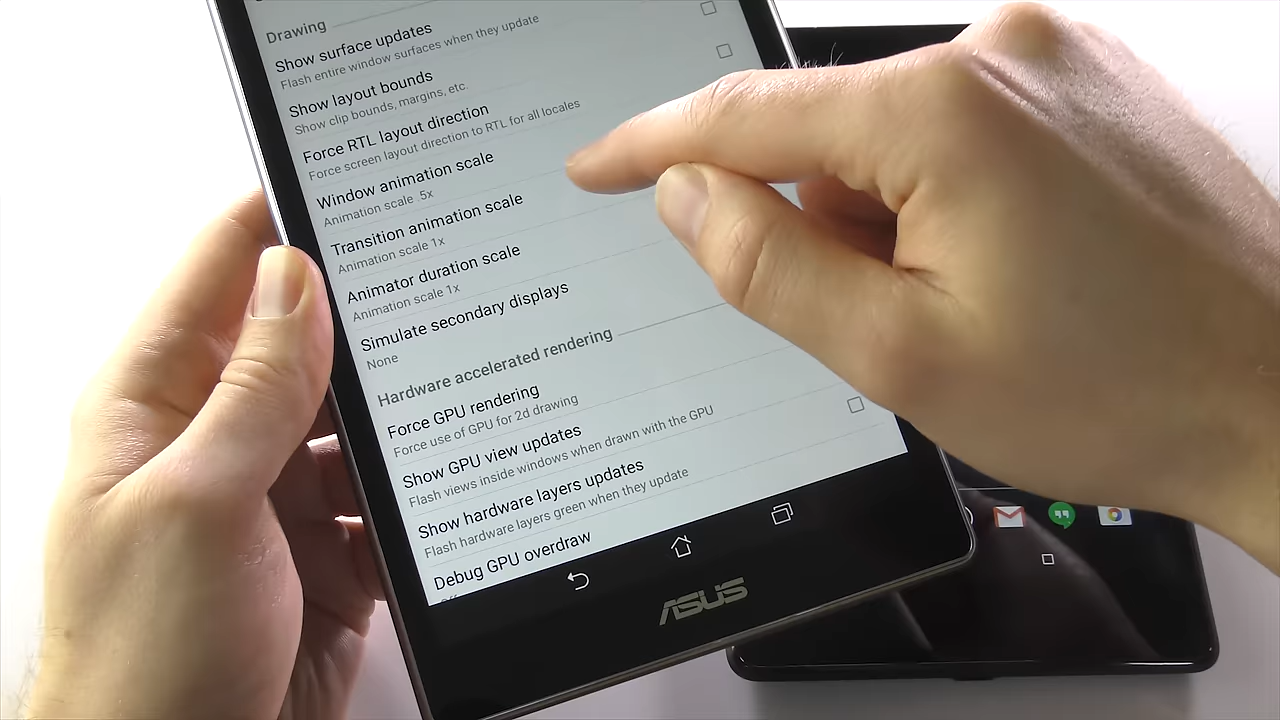 Drawing
Show surface updates
Flash entire window surfaces when they update
Show layout bounds
Show clip bounds, margins, etc.
Force RTL layout direction
Force screen layout direction to RTL for all locales
Window animation scale
Animation scale .5x
Transition animation scale
Animation scale 1x
Animator duration scale
Animation scale 1x
Simulate secondary displays
None
Hardware accelerated rendering
Force GPU rendering
Force use of GPU for 2d drawing
Show GPU view updates
Flash views inside windows when drawn with the GPU
Show hardware layers updates
Flash hardware layers green when they update
Debug GPU overdraw
ASUS